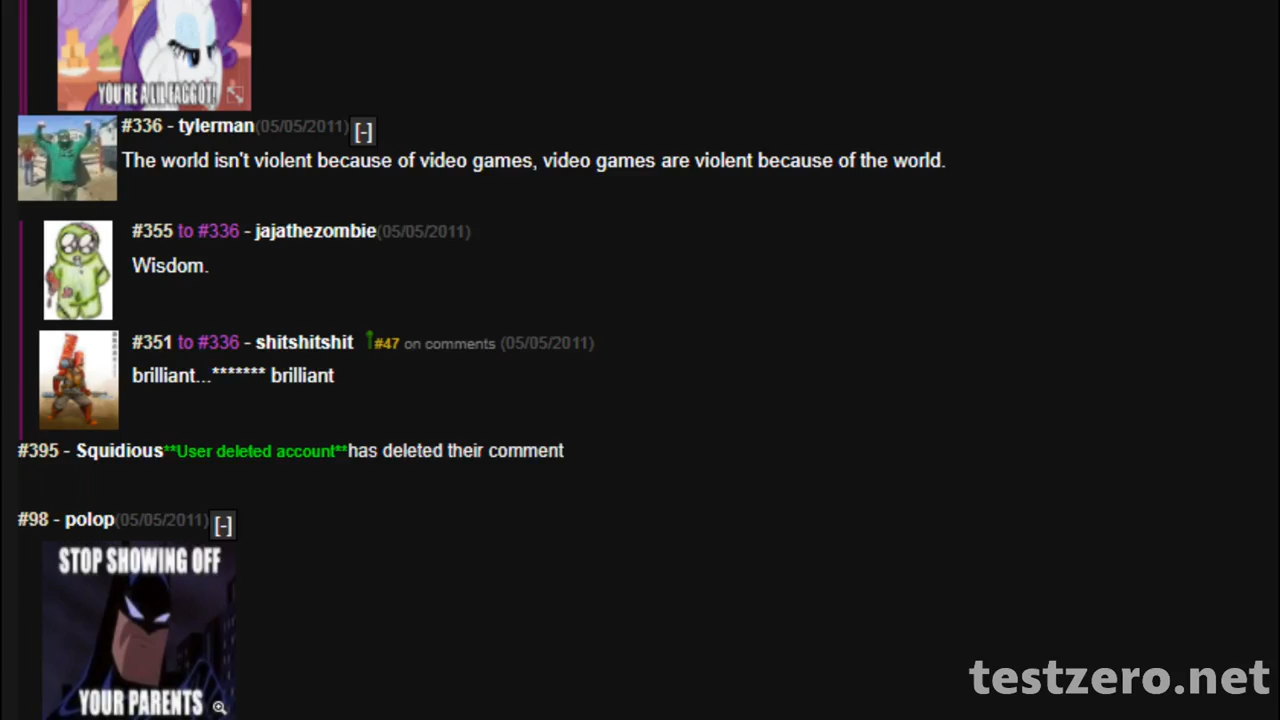 YOU'RE A LIL FAGGOT!
#336 - tylerman(05/05/2011)[-]
The world isn't violent because of video games, video games are violent because of the world.
#355 to #336 - jajathezombie(05/05/2011)
Wisdom.
#351 to #336 - shitshitshit #47 on comments (05/05/2011)
brilliant...******* brilliant
#395 - Squidious**User deleted account**has deleted their comment
#98 - polop(05/05/2011)[-]
STOP SHOWING OFF
YOUR PARENTS
testzero.net